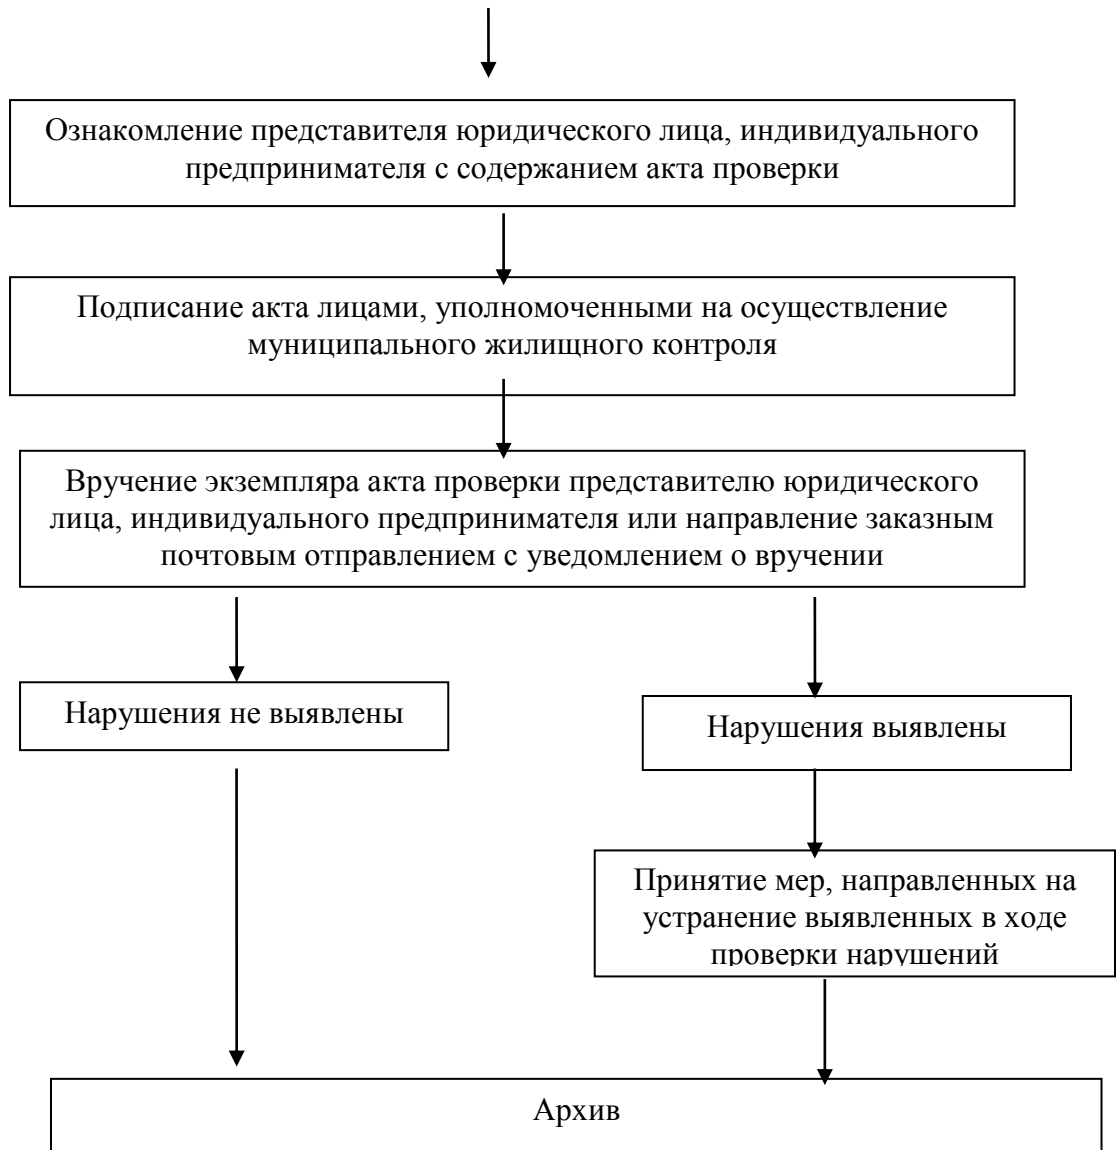 Ознакомление представителя юридического лица, индивидуального
предпринимателя с содержанием акта проверки
Подписание акта лицами, уполномоченными на осуществление
муниципального жилищного контроля
Вручение экземпляра акта проверки представителю юридического
лица, индивидуального предпринимателя или направление заказным
почтовым отправлением с уведомлением о вручении
Нарушения не выявлены
Нарушения выявлены
Принятие мер, направленных на
устранение выявленных в ходе
проверки нарушений
Архив